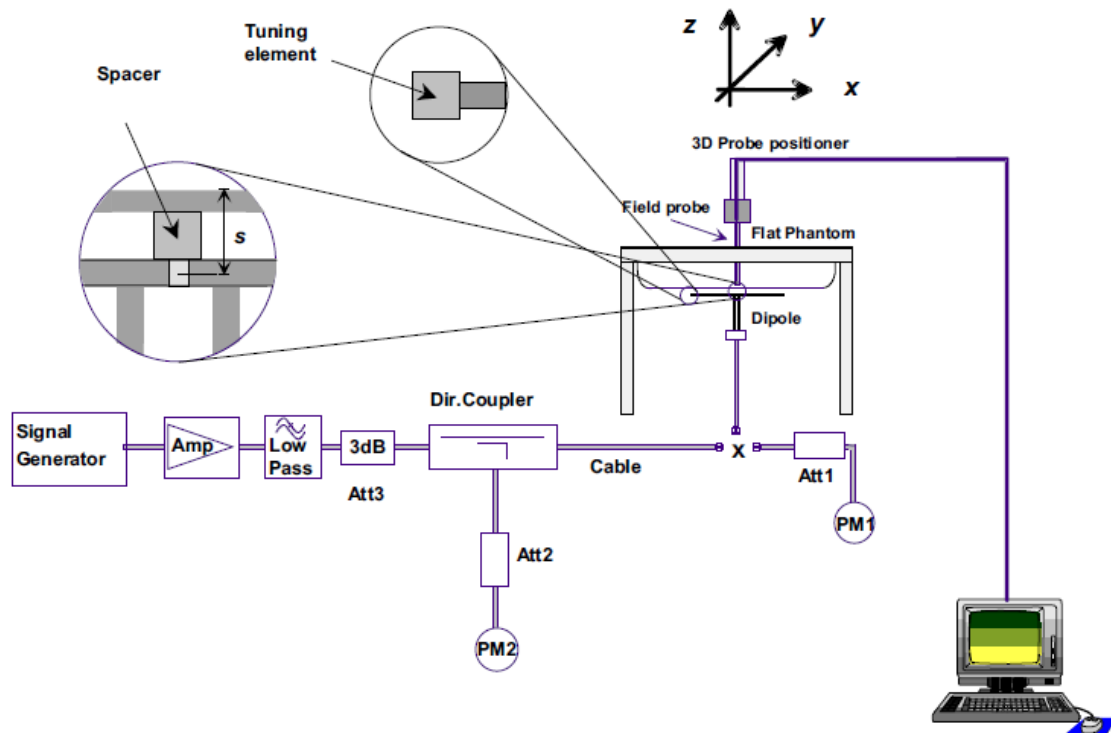 Tuning
element
Spacer
s
z
y
x
3D Probe positioner
Field probe
Flat Phantom
Dipole
Dir.Coupler
Signal
Generator
Amp
Low
Pass
3dB
Att3
Cable
X
Att1
PM1
Att2
PM2